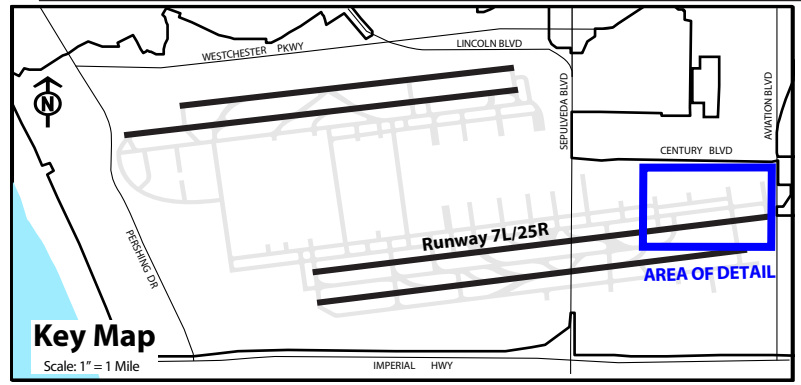 WESTCHESTER PKWY
LINCOLN BLVD
N
SEPULVEDA BLVD
AVIATION BLVD
CENTURY BLVD
PERSHING DR
Runway 7L/25R
AREA OF DETAIL
Key Map
Scale: 1" = 1 Mile
IMPERIAL HWY